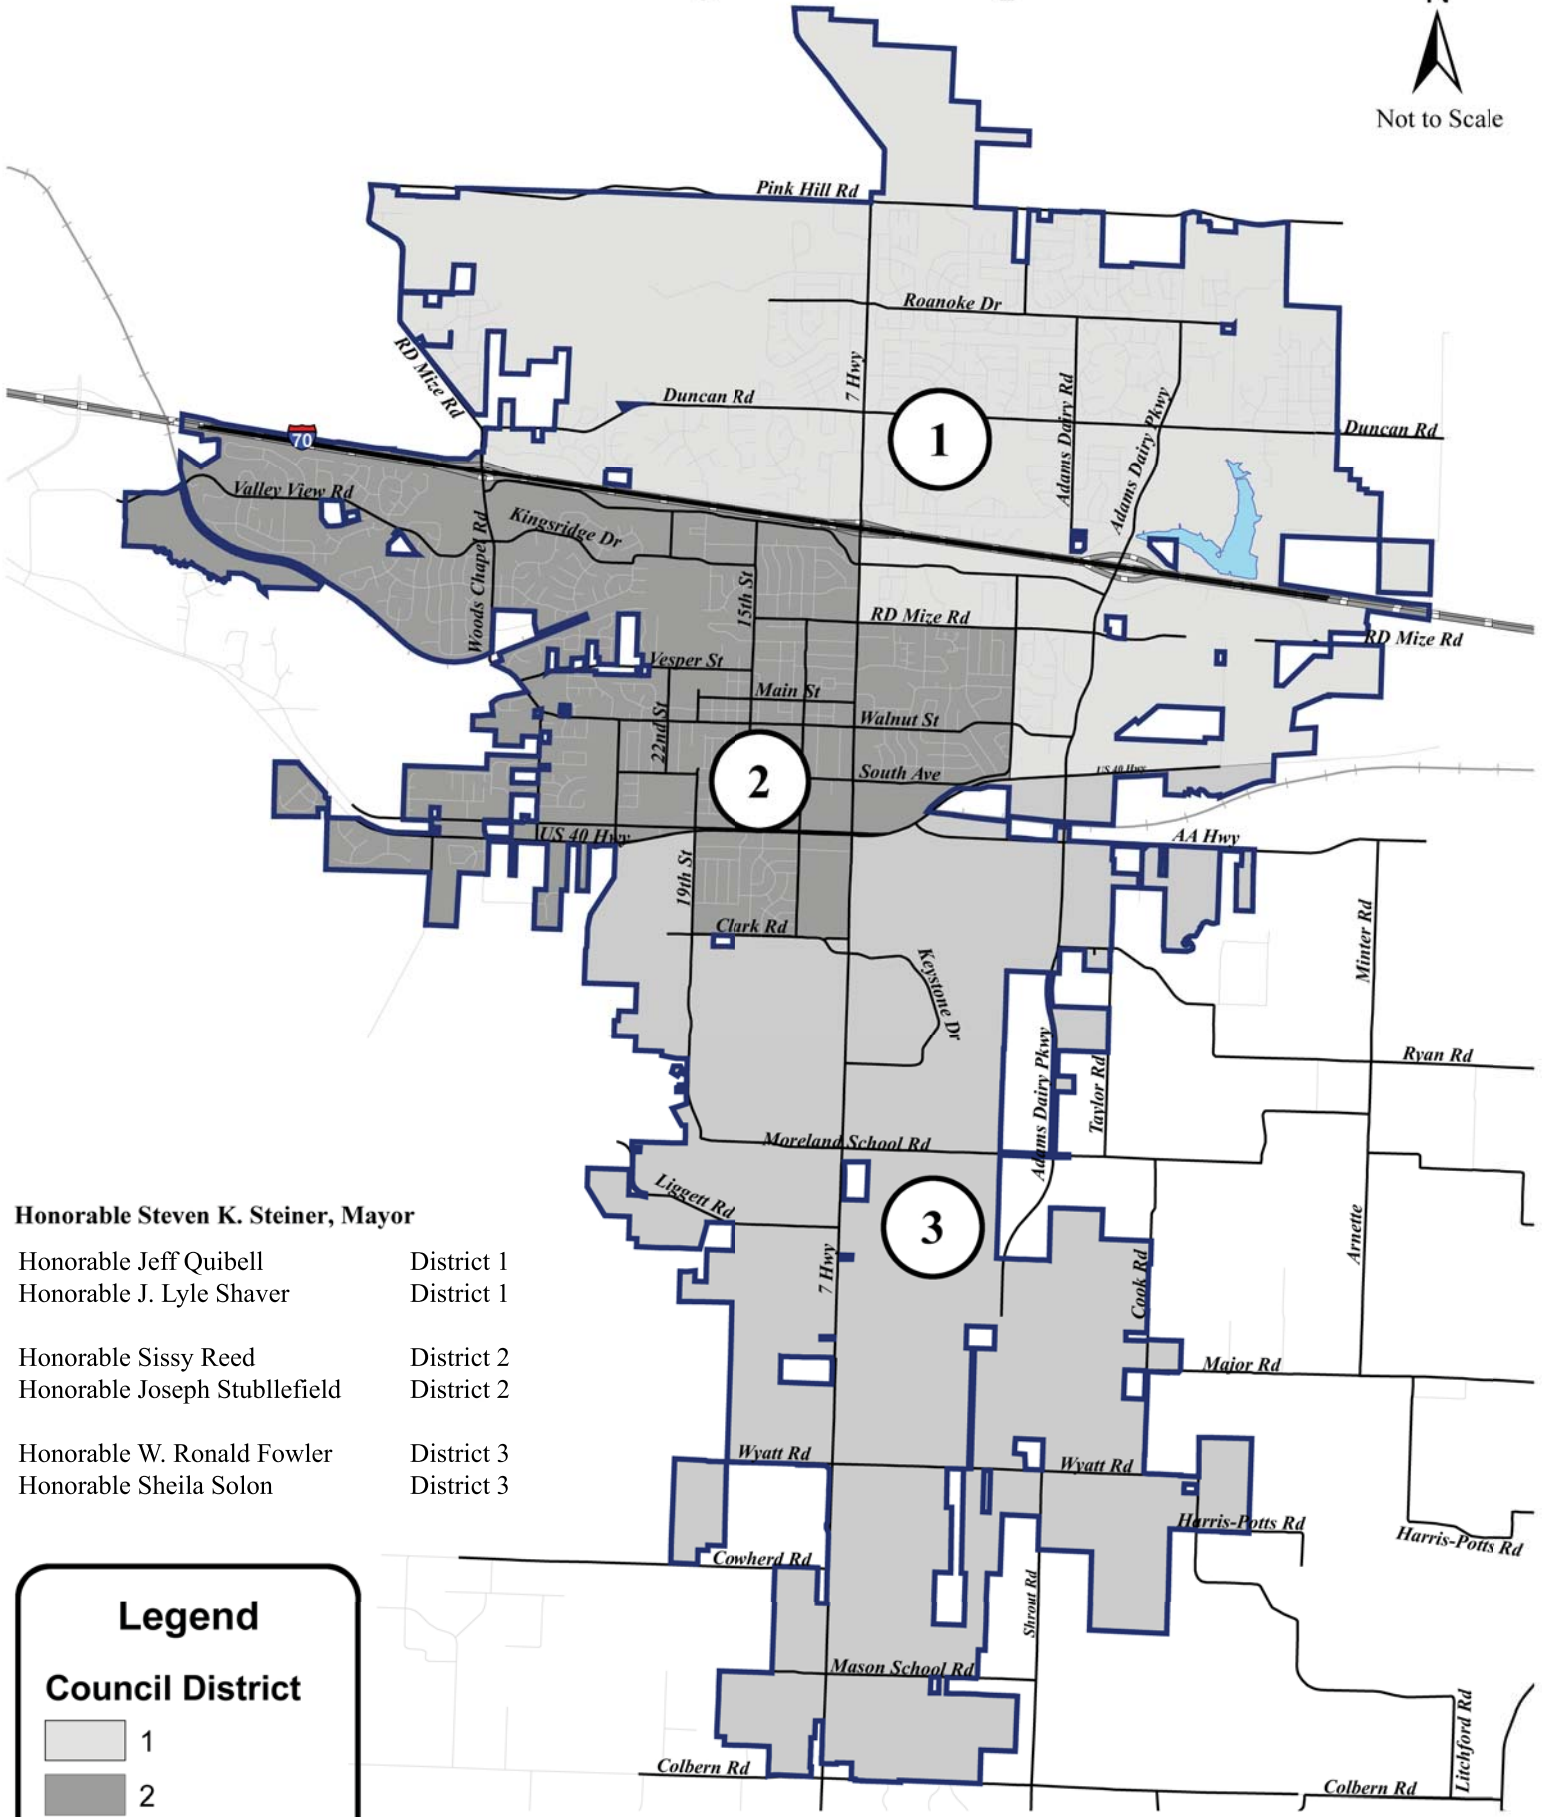 Not to Scale
Pink Hill Rd
Roanoke Dr
RD Mize Rd
7 Hwy
Duncan Rd
Adams Dairy Rd
Adams Dairy Pkwy
Duncan Rd
1
70
Valley View Rd
Kingsridge Dr
Woods Chapel Rd
15th St
RD Mize Rd
RD Mize Rd
Vesper St
Main St
22nd St
Walnut St
2
South Ave
US 40 Hwy
US 40 Hwy
AA Hwy
19th St
Clark Rd
Keystone Dr
Minter Rd
Adams Dairy Pkwy
Taylor Rd
Ryan Rd
Moreland School Rd
Liggett Rd
3
7 Hwy
Cook Rd
Arnette
Major Rd
Honorable Steven K. Steiner, Mayor
Honorable Jeff Quibell District 1
Honorable J. Lyle Shaver District 1
Honorable Sissy Reed District 2
Honorable Joseph Stubllefield District 2
Honorable W. Ronald Fowler District 3
Honorable Sheila Solon District 3
Wyatt Rd
Wyatt Rd
Harris-Potts Rd
Harris-Potts Rd
Cowherd Rd
Shrout Rd
Mason School Rd
Litchford Rd
Colbern Rd
Colbern Rd
Legend
Council District
1
2